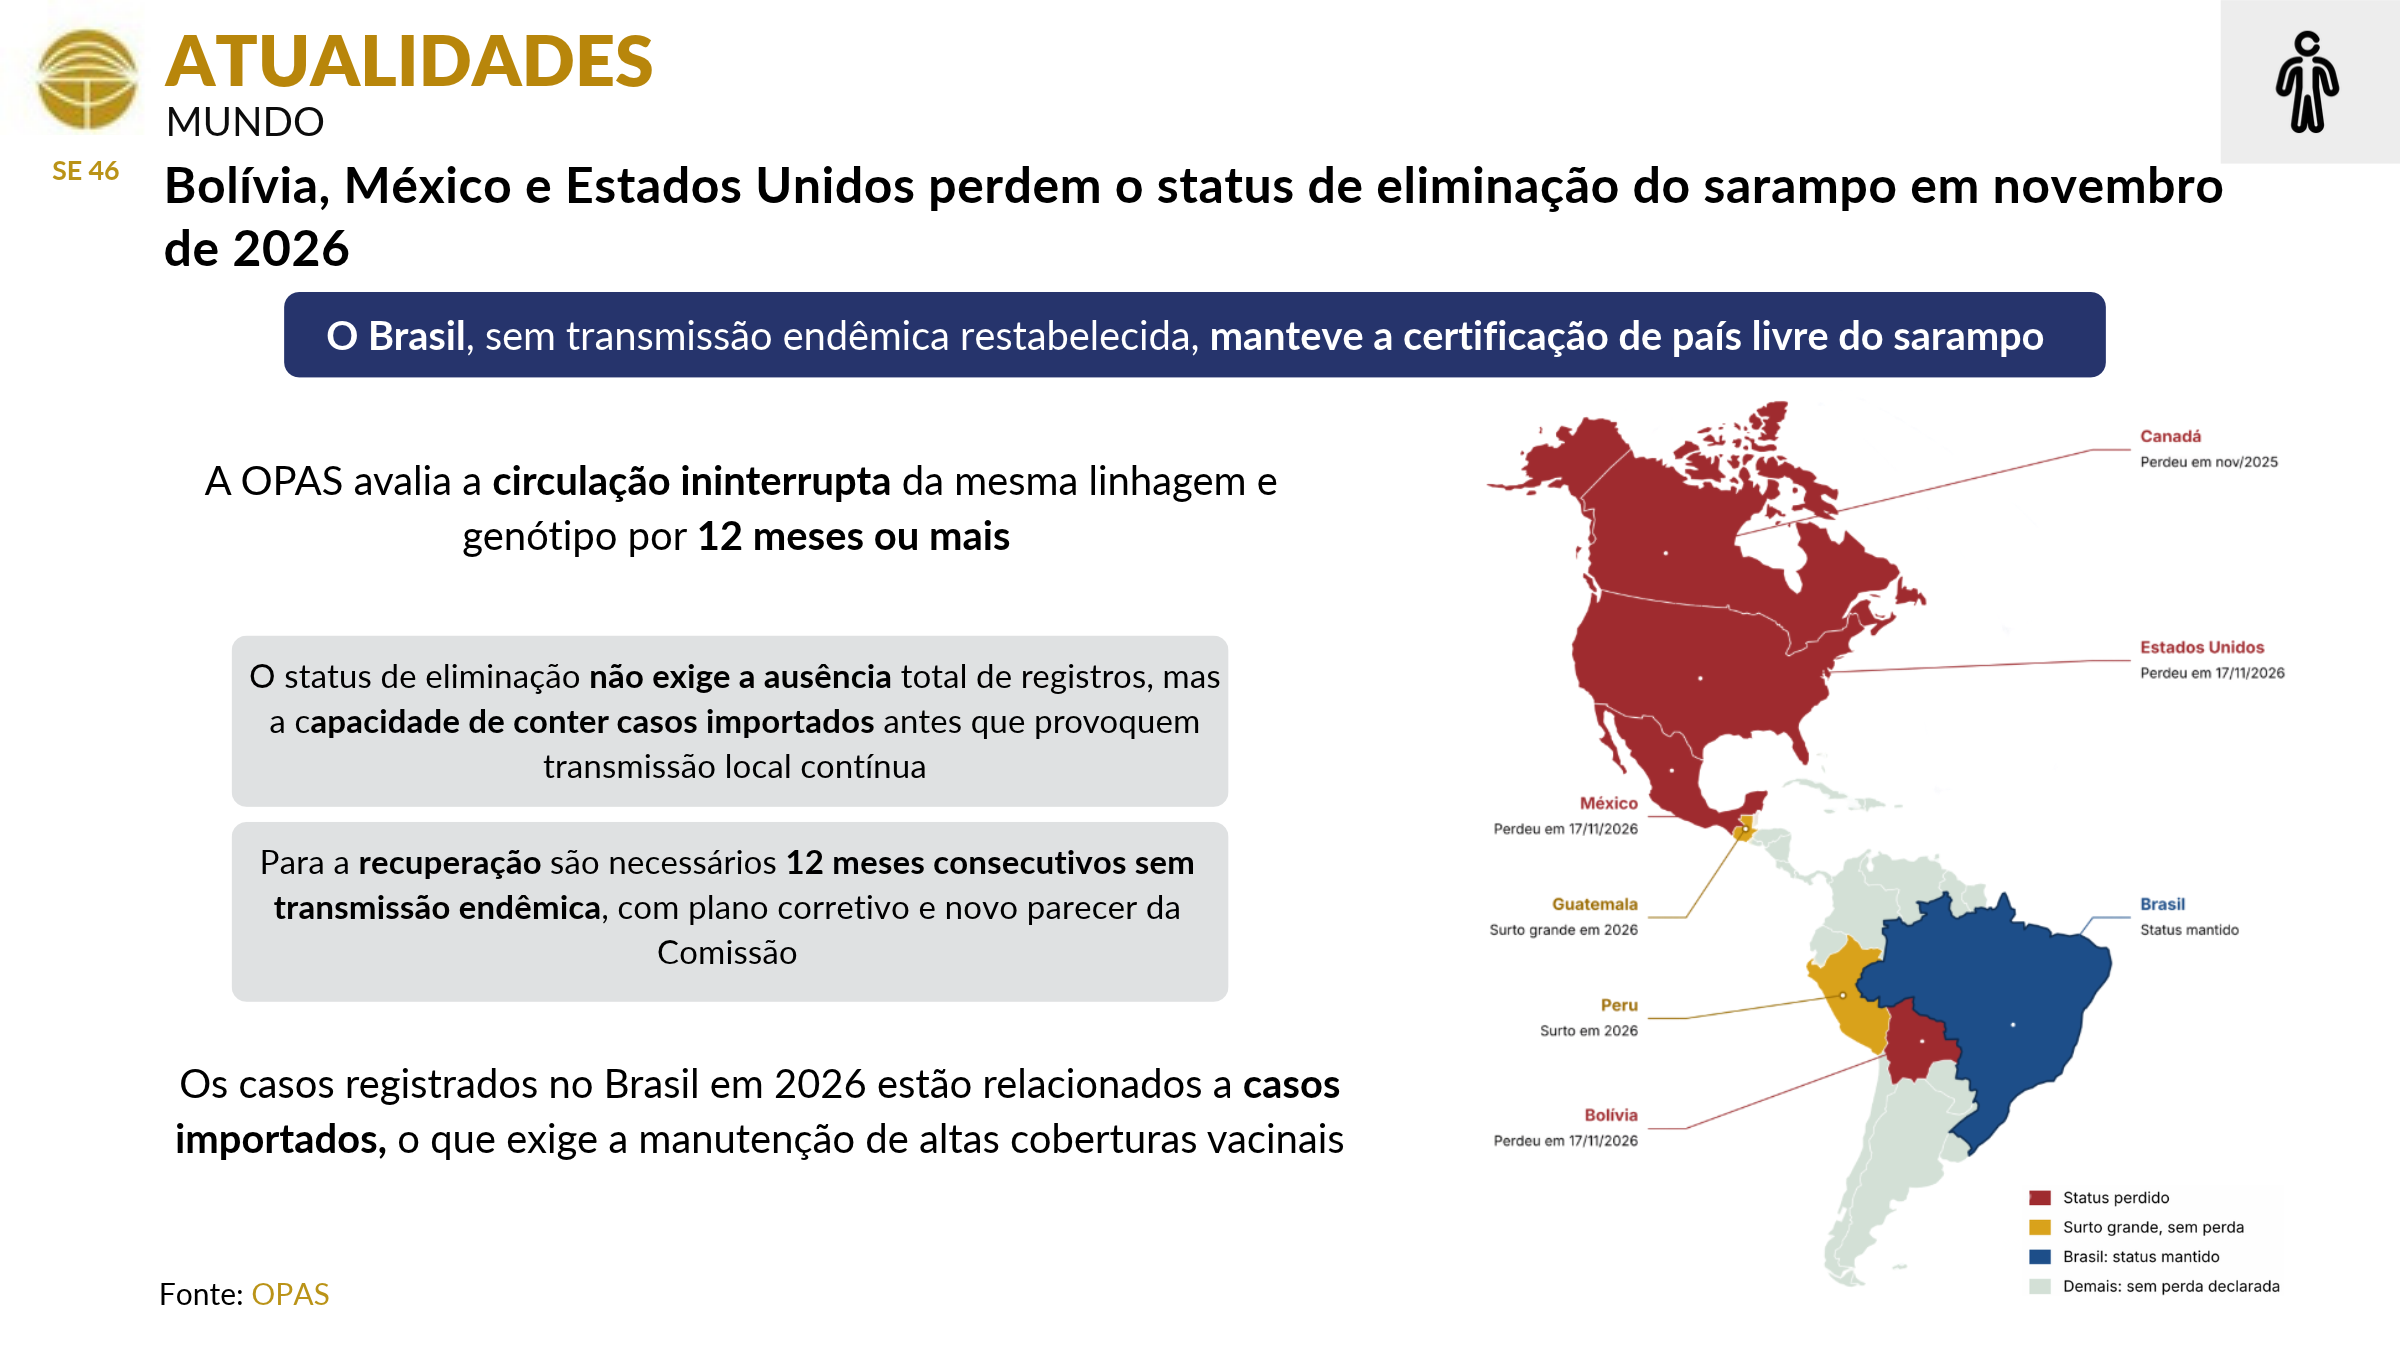 ATUALIDADES
MUNDO
SE 46
Bolívia, México e Estados Unidos perdem o status de eliminação do sarampo em novembro
de 2026
O Brasil, sem transmissão endêmica restabelecida, manteve a certificação de país livre do sarampo
A OPAS avalia a circulação ininterrupta da mesma linhagem e
genótipo por 12 meses ou mais
O status de eliminação não exige a ausência total de registros, mas
a capacidade de conter casos importados antes que provoquem
transmissão local contínua
Para a recuperação são necessários 12 meses consecutivos sem
transmissão endêmica, com plano corretivo e novo parecer da
Comissão
Os casos registrados no Brasil em 2026 estão relacionados a casos
importados, o que exige a manutenção de altas coberturas vacinais
Fonte: OPAS
Canadá
Perdeu em nov/2025
Estados Unidos
Perdeu em 17/11/2026
México
Perdeu em 17/11/2026
Guatemala
Surto grande em 2026
Brasil
Status mantido
Peru
Surto em 2026
Bolívia
Perdeu em 17/11/2026
Status perdido
Surto grande, sem perda
Brasil: status mantido
Demais: sem perda declarada